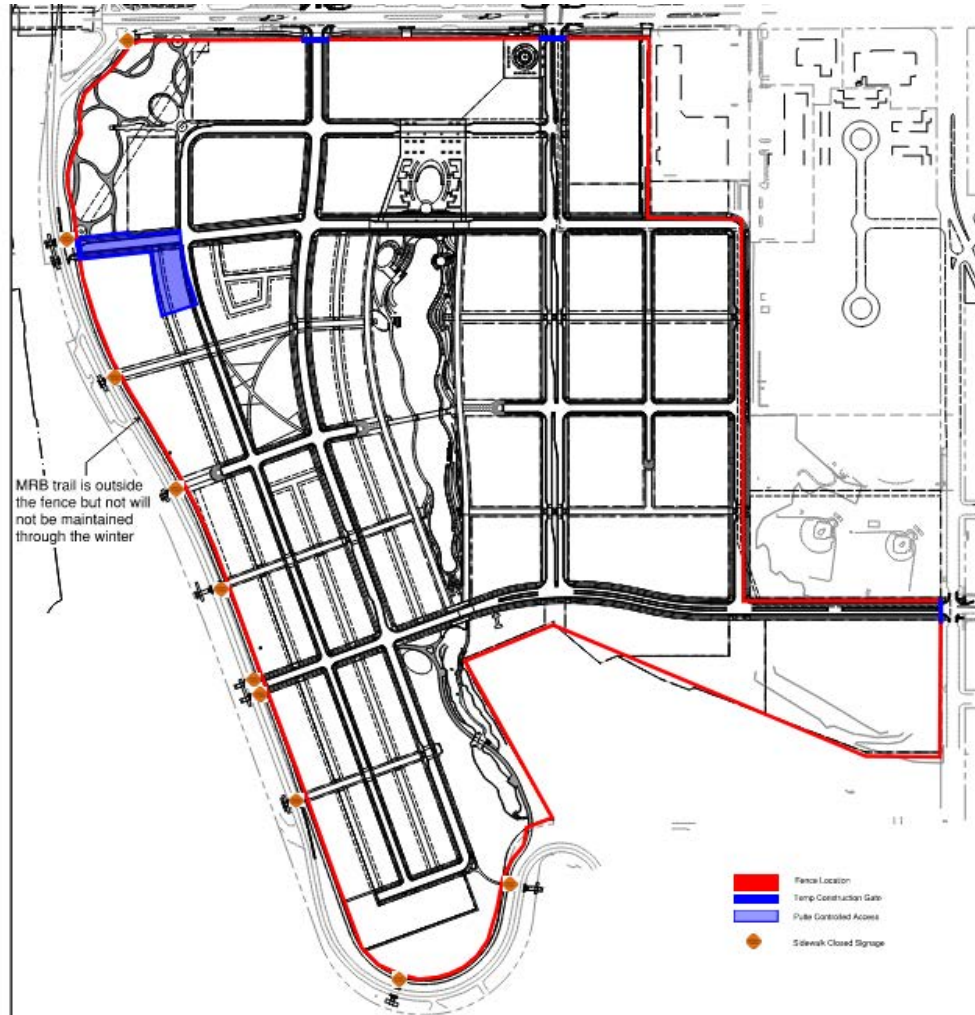 MRB trail is outside
the fence but not will
not be maintained
through the winter
Fence Location
Temp Construction Gate
Pulte Controlled Access
Sidewalk Closed Signage